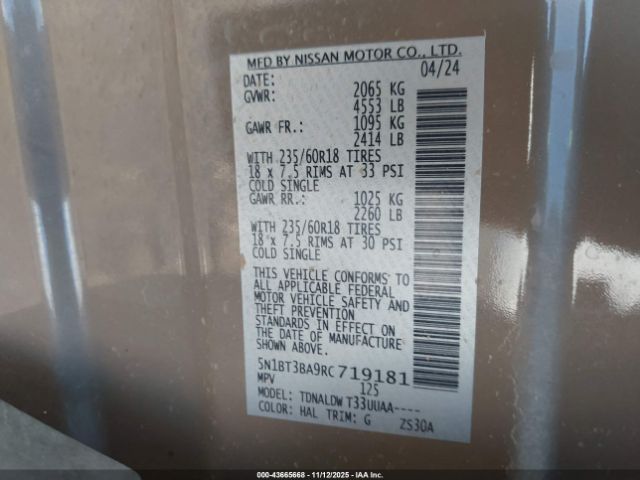 MFD BY NISSAN MOTOR CO., LTD.
DATE: 04/24
GVWR: 2065 KG
4553 LB
GAWR FR.: 1095 KG
2414 LB
WITH 235/60R18 TIRES
18 x 7.5 RIMS AT 33 PSI
COLD SINGLE
GAWR RR.: 1025 KG
2260 LB
WITH 235/60R18 TIRES
18 x 7.5 RIMS AT 30 PSI
COLD SINGLE
THIS VEHICLE CONFORMS TO
ALL APPLICABLE FEDERAL
MOTOR VEHICLE SAFETY AND
THEFT PREVENTION
STANDARDS IN EFFECT ON
THE DATE OF MANUFACTURE
SHOWN ABOVE.
5N1BT3BA9RC719181
MPV 125
MODEL: TDNALDW T33UUAA----
COLOR: HAL TRIM: G ZS30A
000-43665668 - 11/12/2025 - IAAI.COM